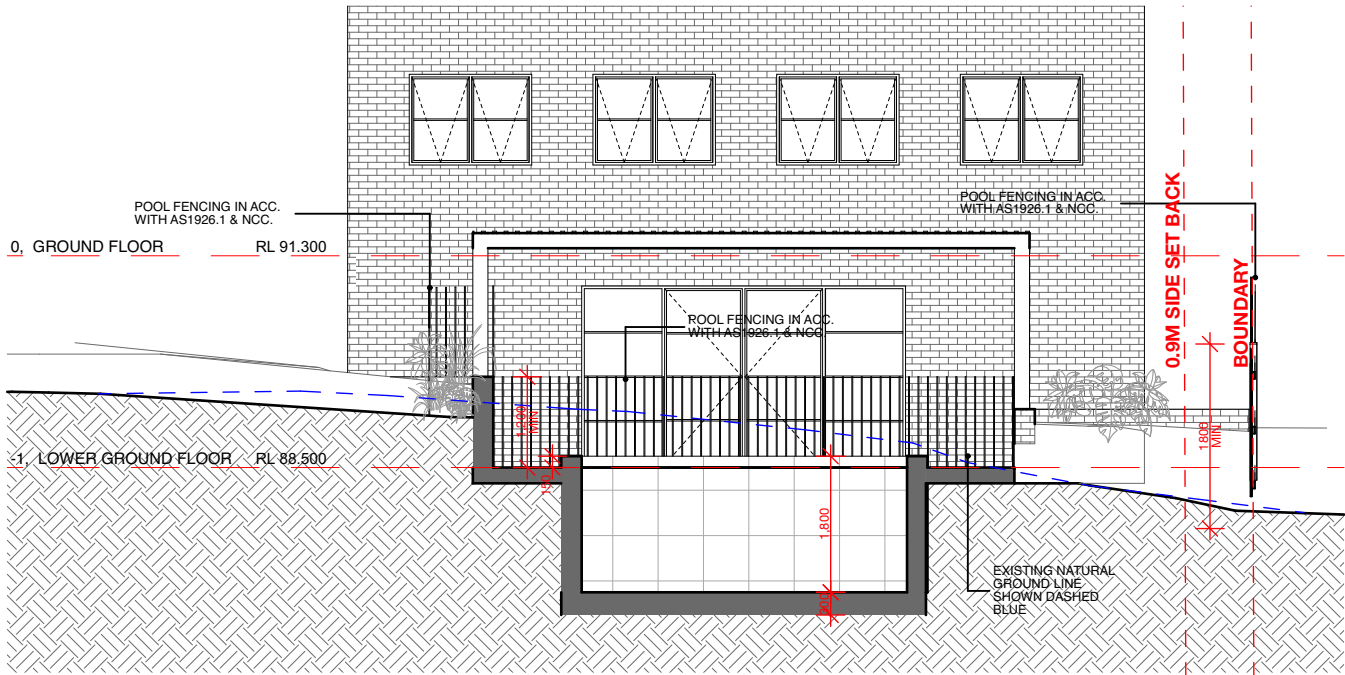 POOL FENCING IN ACC.
WITH AS1926.1 & NCC.
POOL FENCING IN ACC.
WITH AS1926.1 & NCC.
0, GROUND FLOOR RL 91.300
0.9M SIDE SET BACK
BOUNDARY
POOL FENCING IN ACC.
WITH AS1926.1 & NCC.
1,200
MIN
1800
MIN
-1, LOWER GROUND FLOOR RL 88.500
150
1,800
300
EXISTING NATURAL
GROUND LINE
SHOWN DASHED
BLUE